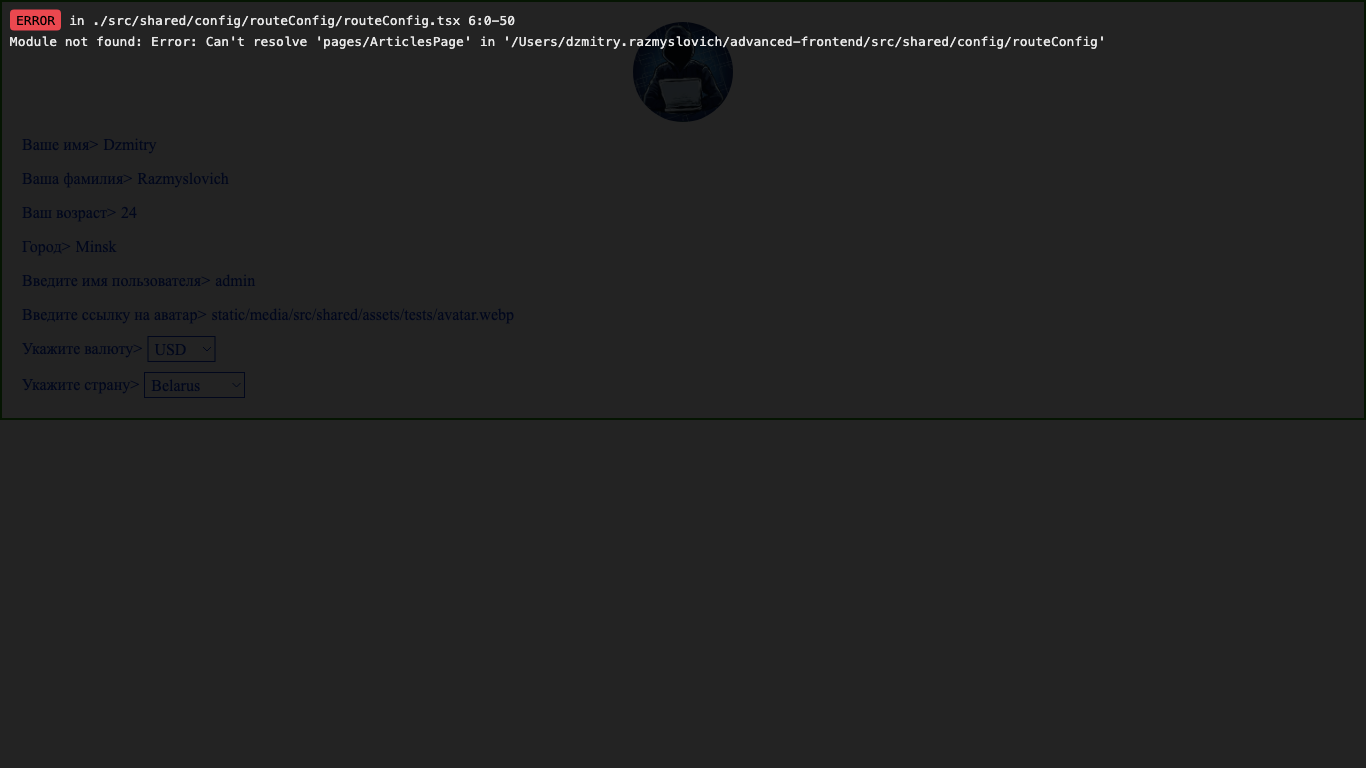 ERROR in ./src/shared/config/routeConfig/routeConfig.tsx 6:0-50
Module not found: Error: Can't resolve 'pages/ArticlesPage' in '/Users/dzmitry.razmyslovich/advanced-frontend/src/shared/config/routeConfig'
Ваше имя> Dzmitry
Ваша фамилия> Razmyslovich
Ваш возраст> 24
Город> Minsk
Введите имя пользователя> admin
Введите ссылку на аватар> static/media/src/shared/assets/tests/avatar.webp
Укажите валюту> USD
Укажите страну> Belarus